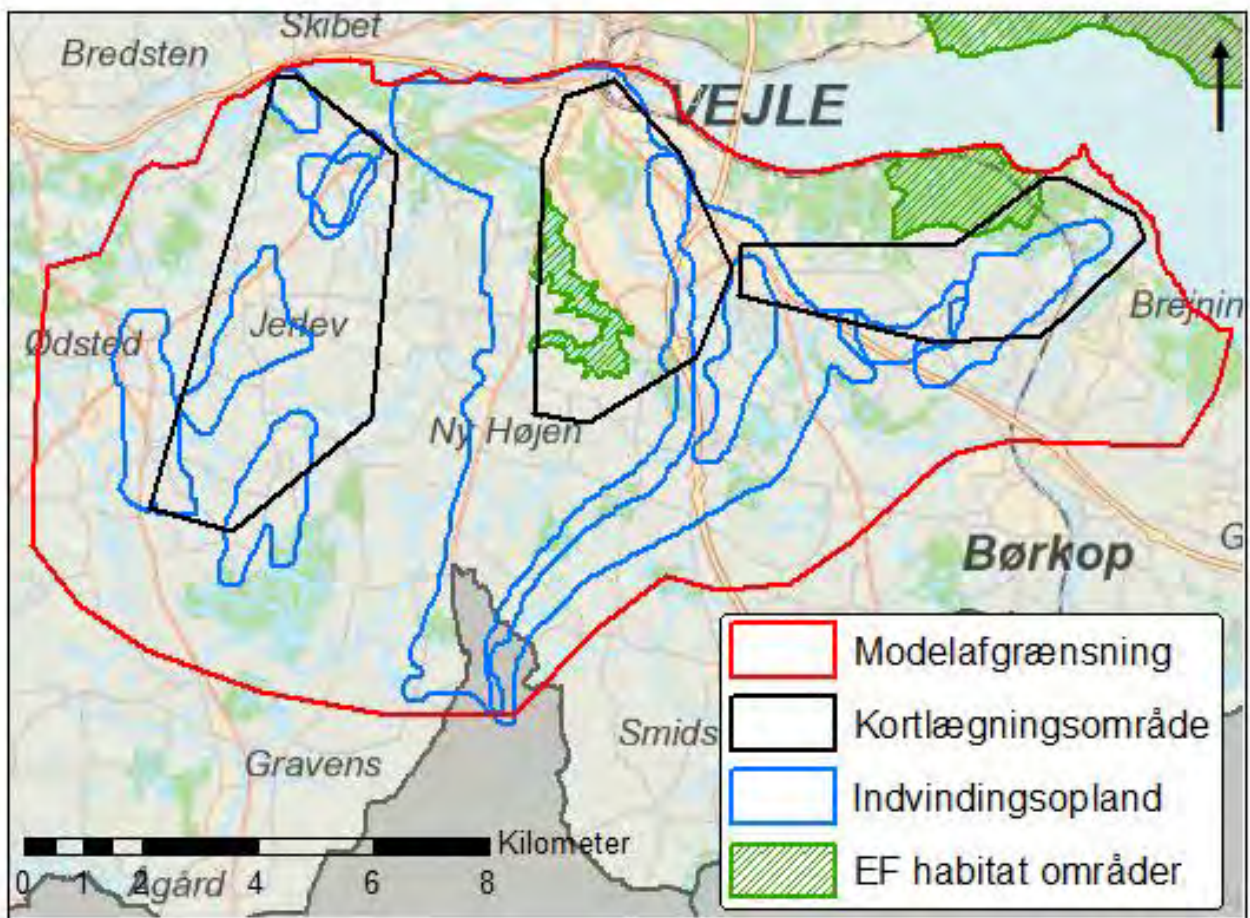 Skibet
Bredsten
VEJLE
Ødsted
Jerlev
Brejnin
Ny Højen
Børkop
G
Modelafgrænsning
Kortlægningsområde
Smids
Gravens
Indvindingsopland
Kilometer
EF habitat områder
0 1 2 4 6 8
Ågård